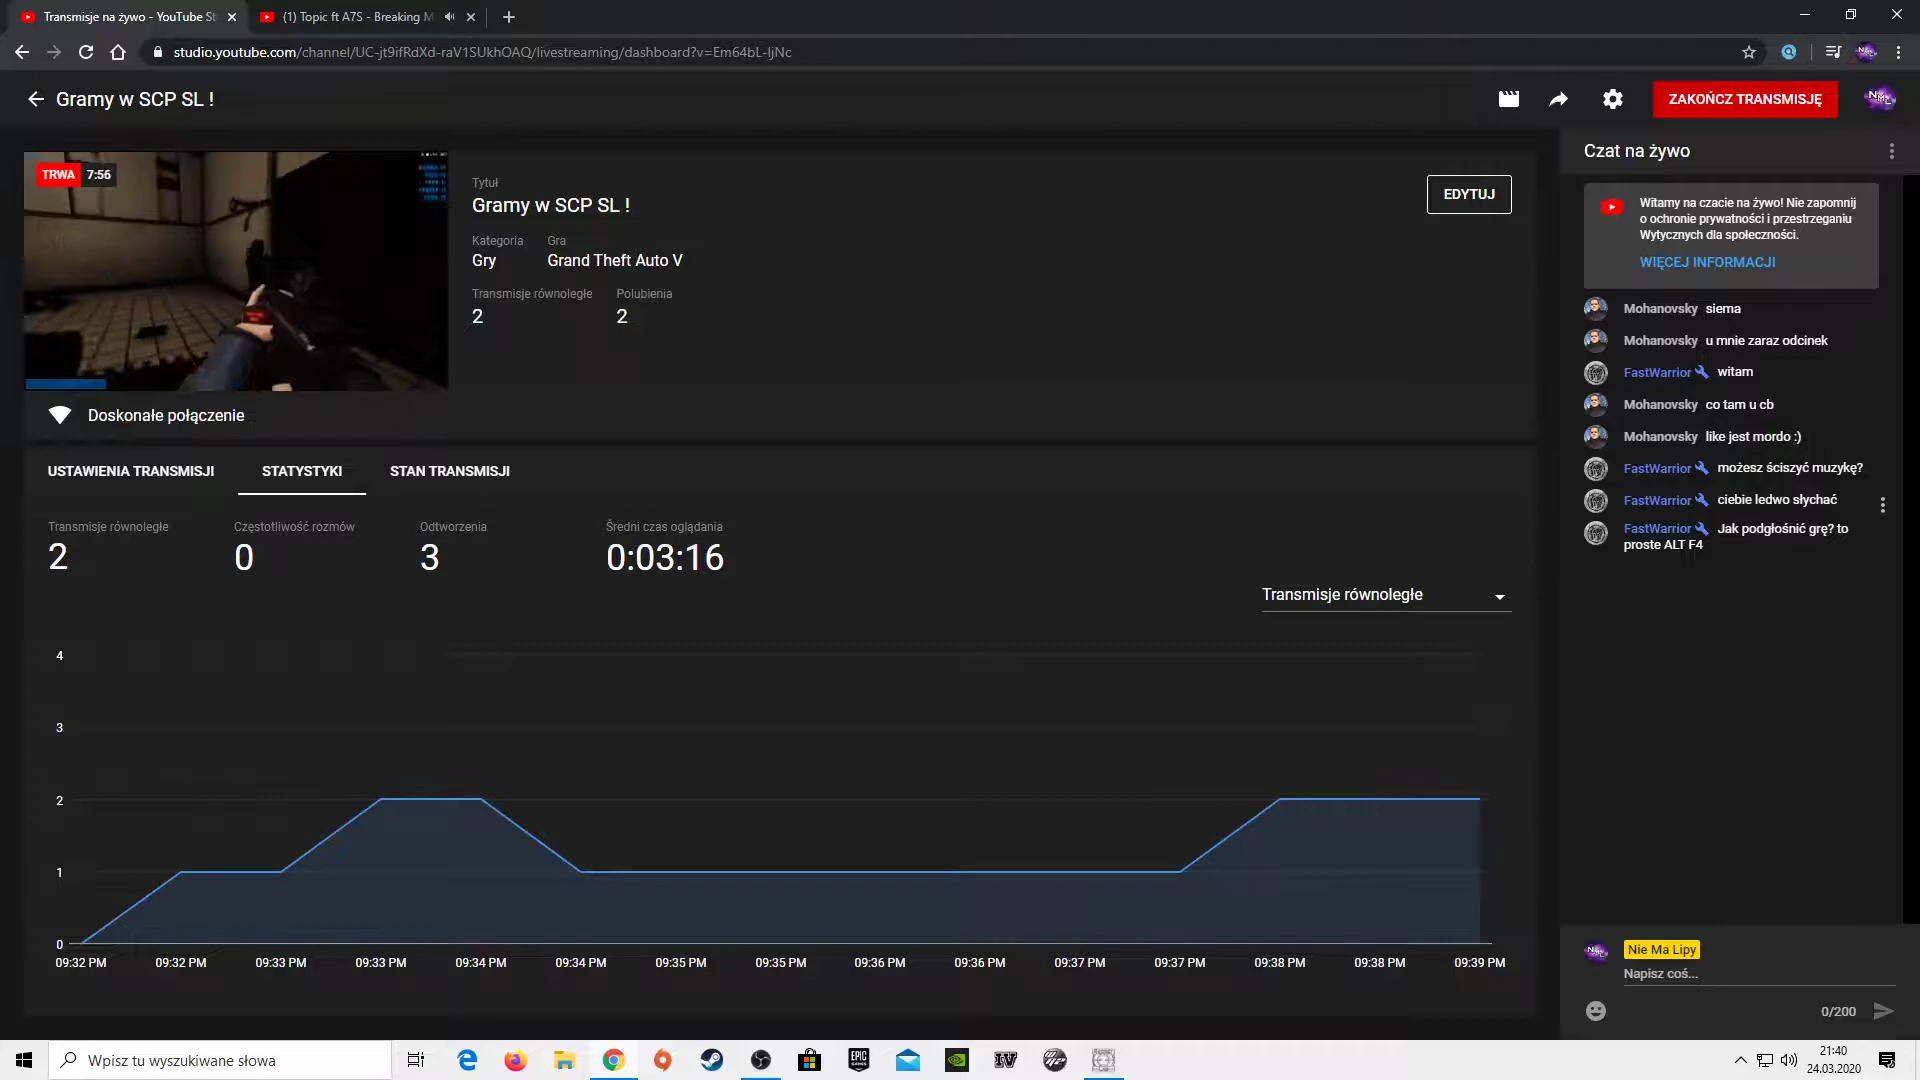 Transmisje na żywo - YouTube St
(1) Topic ft A7S - Breaking M
studio.youtube.com/channel/UC-jt9ifRdXd-raV1SUkhOAQ/livestreaming/dashboard?v=Em64bL-IjNc
Gramy w SCP SL !
ZAKOŃCZ TRANSMISJĘ
TRWA 7:56
Tytuł
Gramy w SCP SL !
EDYTUJ
Kategoria Gra
Gry Grand Theft Auto V
Transmisje równoległe Polubienia
2 2
Doskonałe połączenie
USTAWIENIA TRANSMISJI STATYSTYKI STAN TRANSMISJI
Transmisje równoległe Częstotliwość rozmów Odtworzenia Średni czas oglądania
2 0 3 0:03:16
Transmisje równoległe
4
3
2
1
0
09:32 PM 09:32 PM 09:33 PM 09:33 PM 09:34 PM 09:34 PM 09:35 PM 09:35 PM 09:36 PM 09:36 PM 09:37 PM 09:37 PM 09:38 PM 09:38 PM 09:39 PM
Czat na żywo
Witamy na czacie na żywo! Nie zapomnij
o ochronie prywatności i przestrzeganiu
Wytycznych dla społeczności.
WIĘCEJ INFORMACJI
Mohanovsky siema
Mohanovsky u mnie zaraz odcinek
FastWarrior witam
Mohanovsky co tam u cb
Mohanovsky like jest mordo :)
FastWarrior możesz ściszyć muzykę?
FastWarrior ciebie ledwo słychać
FastWarrior Jak podgłośnić grę? to
proste ALT F4
Nie Ma Lipy
Napisz coś...
0/200
Wpisz tu wyszukiwane słowa
EPIC GAMES
IV
21:40
24.03.2020